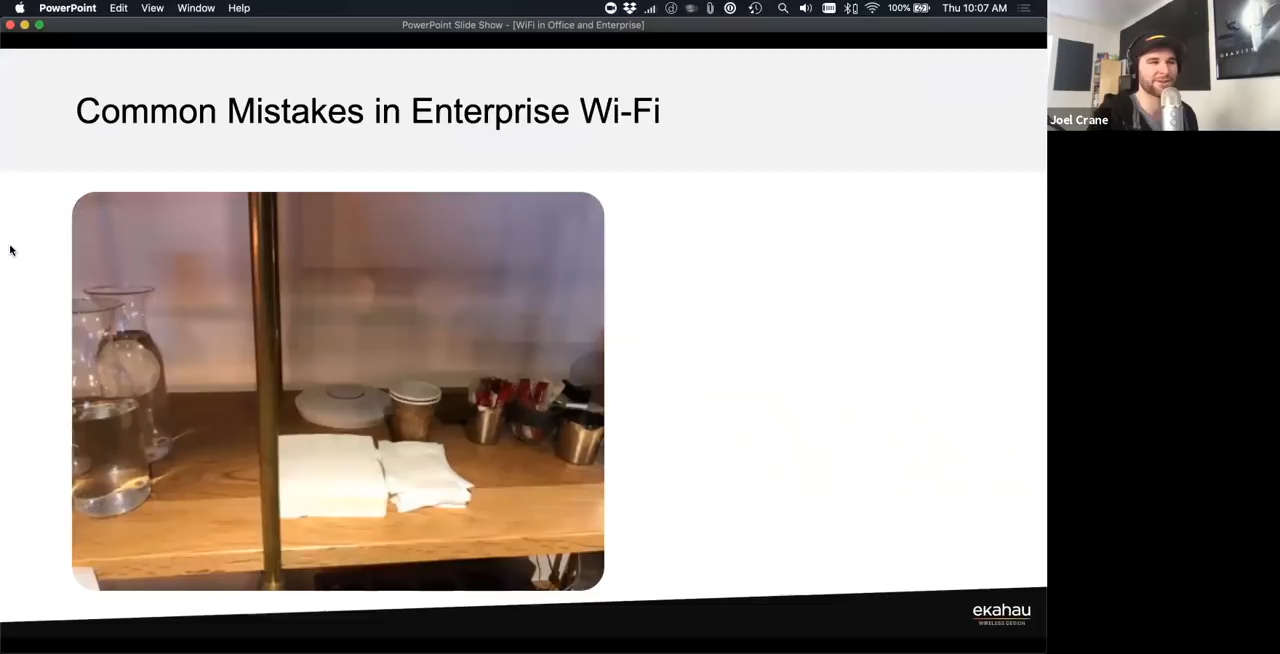 PowerPoint Edit View Window Help
100% Thu 10:07 AM
PowerPoint Slide Show - [WiFi in Office and Enterprise]
GRAVITY
Joel Crane
Common Mistakes in Enterprise Wi-Fi
ekahau
WIRELESS DESIGN